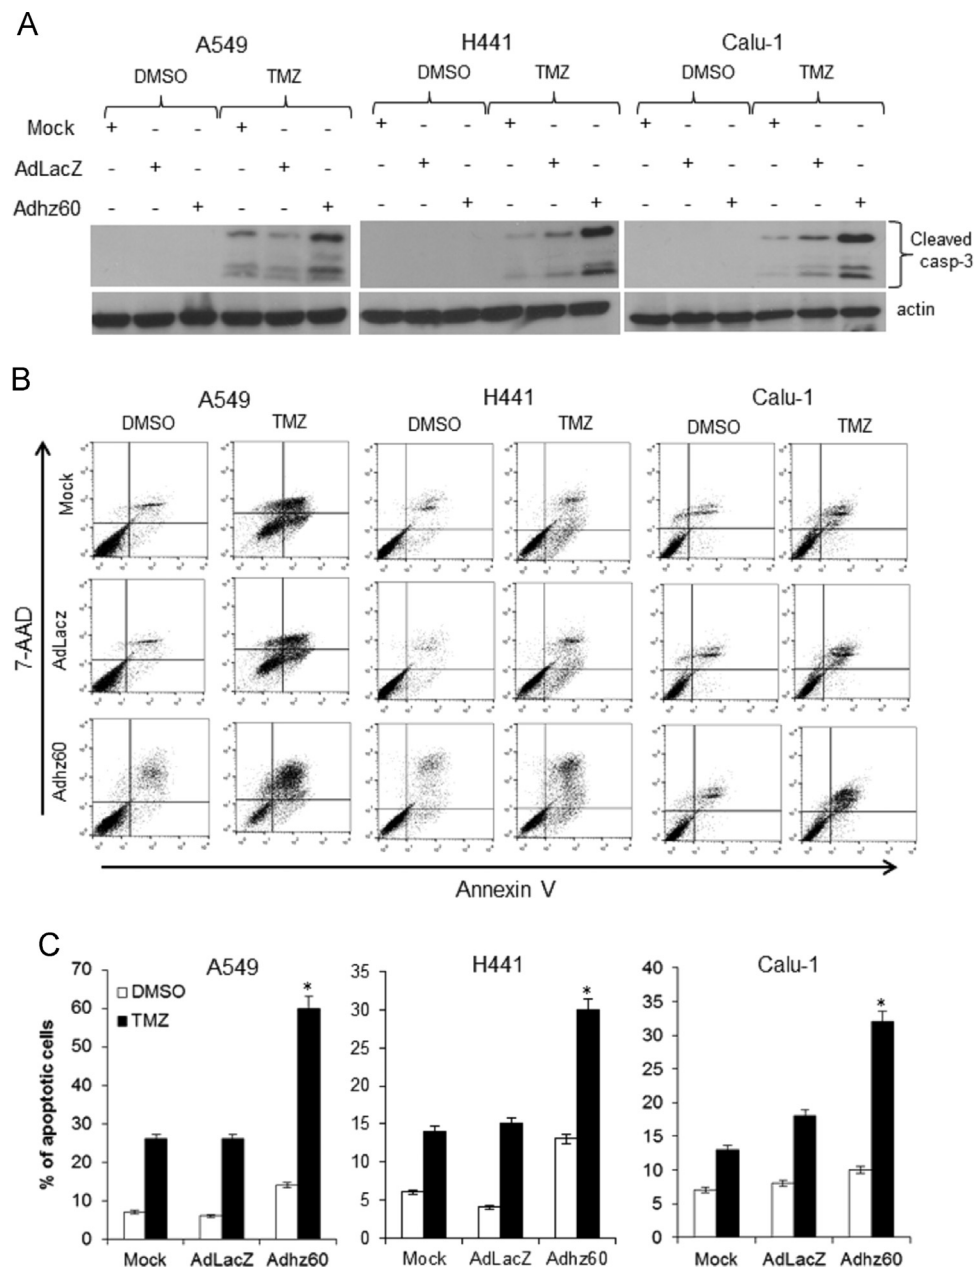 A
A549 H441 Calu-1
DMSO TMZ DMSO TMZ DMSO TMZ
Mock + - - + - - + - - + - - + - - + - -
AdLacZ - + - - + - - + - - + - - + - - + -
Adhz60 - - + - - + - - + - - + - - + - - +
Cleaved
casp-3
actin
B
A549 H441 Calu-1
DMSO TMZ DMSO TMZ DMSO TMZ
Mock
AdLacz
Adhz60
7-AAD
Annexin V
C
A549 H441 Calu-1
DMSO
TMZ
% of apoptotic cells
70
60
50
40
30
20
10
0
* 
Mock AdLacZ Adhz60
35
30
25
20
15
10
5
0
*
Mock AdLacZ Adhz60
40
35
30
25
20
15
10
5
0
*
Mock AdLacZ Adhz60